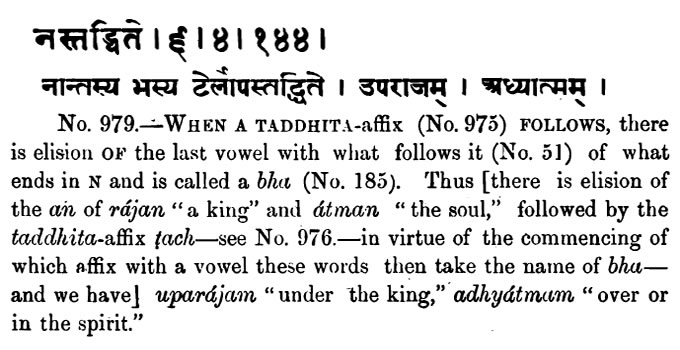 नस्तद्धिते । ६ । ४ । १४४ ।
नान्तस्य भस्य टेर्लोपस्तद्धिते । उपराजम् । अध्यात्मम् ।
No. 979.—WHEN A TADDHITA-affix (No. 975) FOLLOWS, there
is elision OF the last vowel with what follows it (No. 51) of what
ends in N and is called a bha (No. 185). Thus [there is elision of
the an of rájan “a king” and átman “the soul,” followed by the
taddhita-affix ṭach—see No. 976.—in virtue of the commencing of
which affix with a vowel these words then take the name of bha—
and we have] uparájam “under the king,” adhyátmam “over or
in the spirit.”